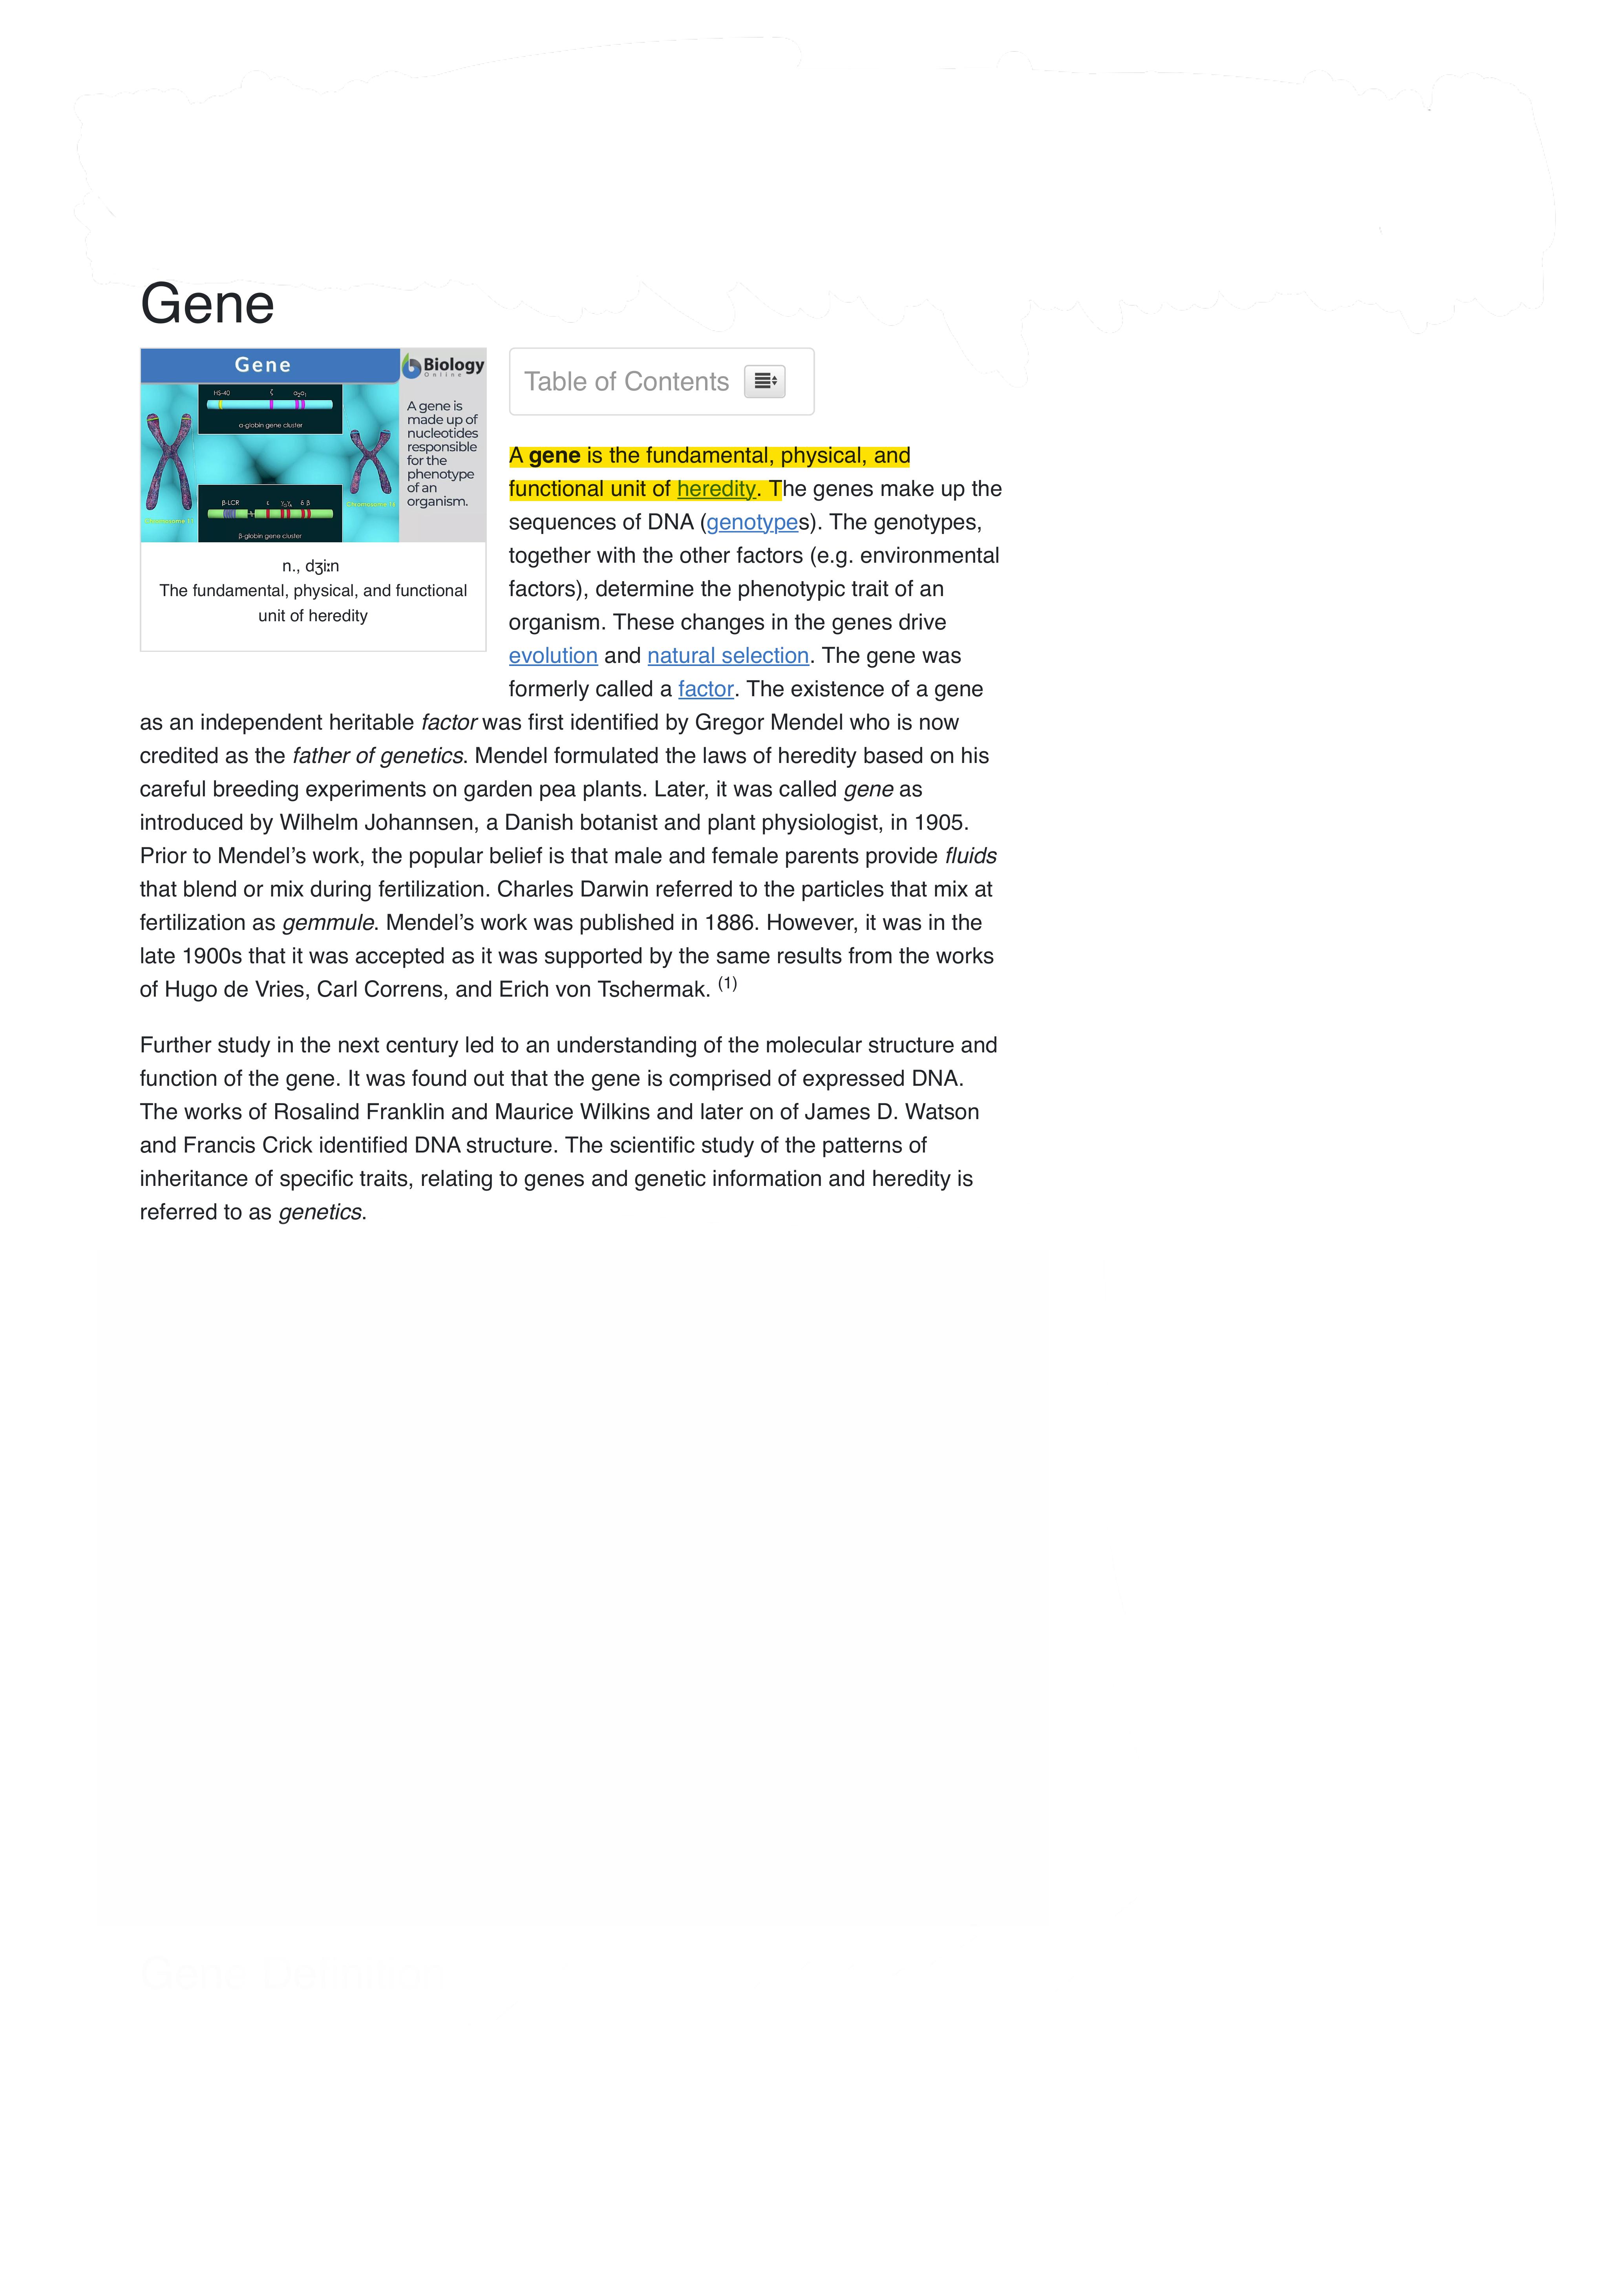 Gene
Gene
Biology
Online
HS-40 ζ α2α1
α-globin gene cluster
β-LCR ε γGγA δ β
β-globin gene cluster
A gene is
made up of
nucleotides
responsible
for the
phenotype
of an
organism.
n., dʒiːn
The fundamental, physical, and functional
unit of heredity
Table of Contents
A gene is the fundamental, physical, and
functional unit of heredity. The genes make up the
sequences of DNA (genotypes). The genotypes,
together with the other factors (e.g. environmental
factors), determine the phenotypic trait of an
organism. These changes in the genes drive
evolution and natural selection. The gene was
formerly called a factor. The existence of a gene
as an independent heritable factor was first identified by Gregor Mendel who is now
credited as the father of genetics. Mendel formulated the laws of heredity based on his
careful breeding experiments on garden pea plants. Later, it was called gene as
introduced by Wilhelm Johannsen, a Danish botanist and plant physiologist, in 1905.
Prior to Mendel’s work, the popular belief is that male and female parents provide fluids
that blend or mix during fertilization. Charles Darwin referred to the particles that mix at
fertilization as gemmule. Mendel’s work was published in 1886. However, it was in the
late 1900s that it was accepted as it was supported by the same results from the works
of Hugo de Vries, Carl Correns, and Erich von Tschermak. (1)
Further study in the next century led to an understanding of the molecular structure and
function of the gene. It was found out that the gene is comprised of expressed DNA.
The works of Rosalind Franklin and Maurice Wilkins and later on of James D. Watson
and Francis Crick identified DNA structure. The scientific study of the patterns of
inheritance of specific traits, relating to genes and genetic information and heredity is
referred to as genetics.